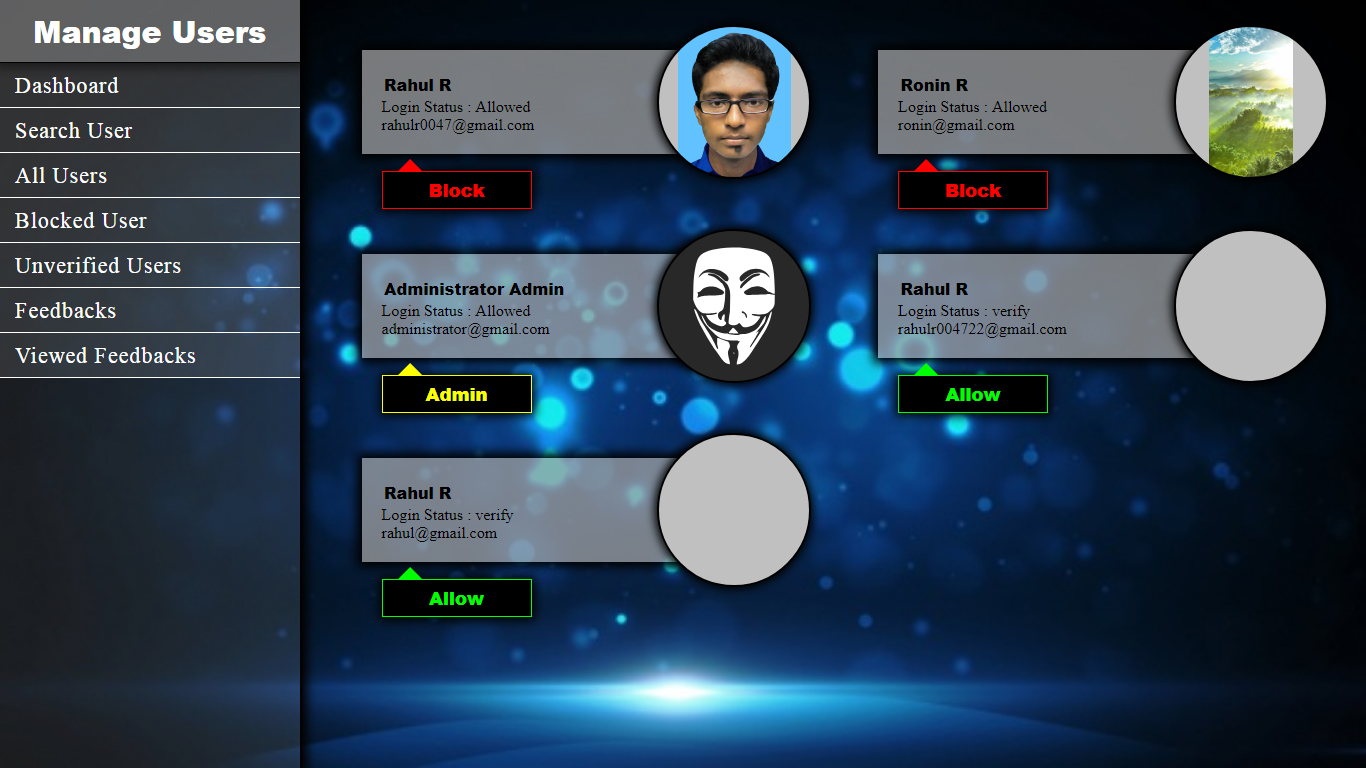 Manage Users
Dashboard
Search User
All Users
Blocked User
Unverified Users
Feedbacks
Viewed Feedbacks
Rahul R
Login Status : Allowed
rahulr0047@gmail.com
Block
Ronin R
Login Status : Allowed
ronin@gmail.com
Block
Administrator Admin
Login Status : Allowed
administrator@gmail.com
Admin
Rahul R
Login Status : verify
rahulr004722@gmail.com
Allow
Rahul R
Login Status : verify
rahul@gmail.com
Allow